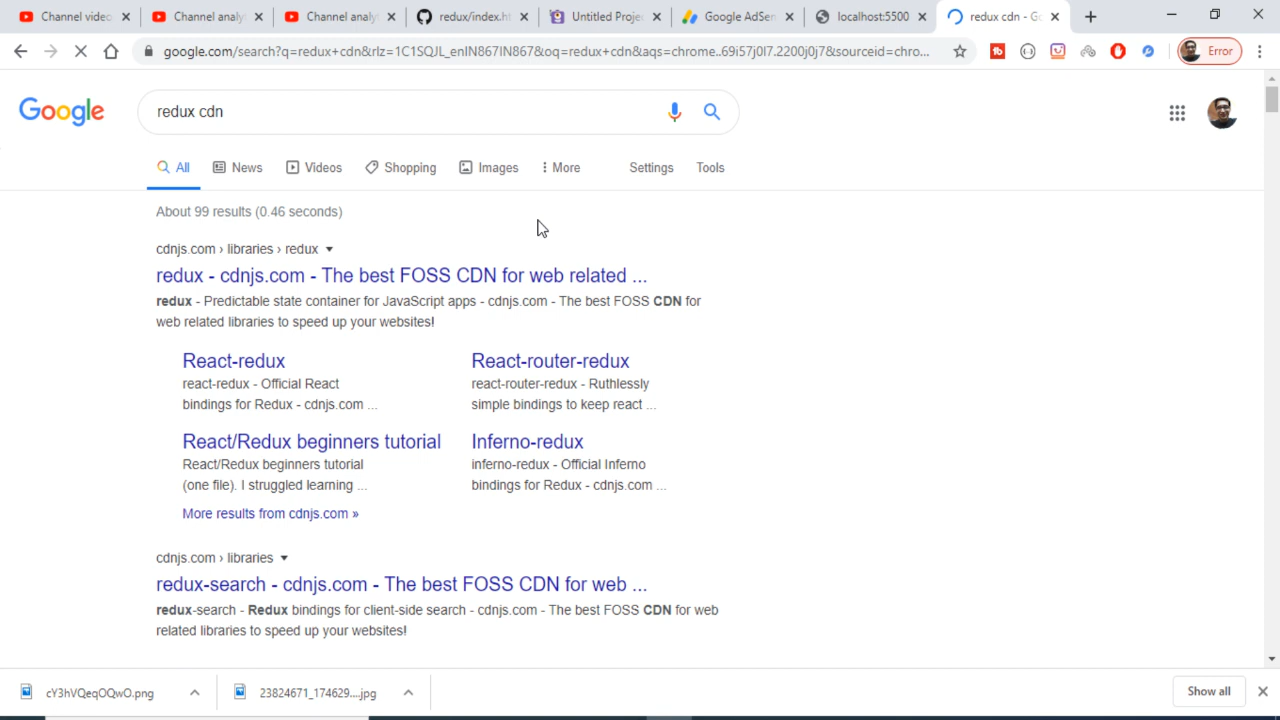 Channel video
Channel analy
Channel analy
redux/index.ht
Untitled Proje
Google AdSen
localhost:5500
redux cdn - Go
google.com/search?q=redux+cdn&rlz=1C1SQJL_enIN867IN867&oq=redux+cdn&aqs=chrome..69i57j0l7.2200j0j7&sourceid=chro...
Error
Google
redux cdn
All
News
Videos
Shopping
Images
More
Settings
Tools
About 99 results (0.46 seconds)
cdnjs.com › libraries › redux
redux - cdnjs.com - The best FOSS CDN for web related ...
redux - Predictable state container for JavaScript apps - cdnjs.com - The best FOSS CDN for
web related libraries to speed up your websites!
React-redux
react-redux - Official React
bindings for Redux - cdnjs.com ...
React-router-redux
react-router-redux - Ruthlessly
simple bindings to keep react ...
React/Redux beginners tutorial
React/Redux beginners tutorial
(one file). I struggled learning ...
Inferno-redux
inferno-redux - Official Inferno
bindings for Redux - cdnjs.com ...
More results from cdnjs.com »
cdnjs.com › libraries
redux-search - cdnjs.com - The best FOSS CDN for web ...
redux-search - Redux bindings for client-side search - cdnjs.com - The best FOSS CDN for web
related libraries to speed up your websites!
cY3hVQeqOQwO.png
23824671_174629....jpg
Show all